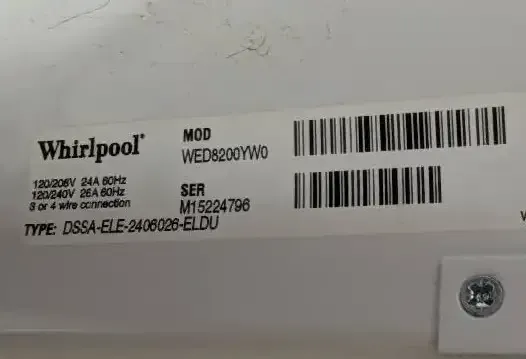 Whirlpool®
MOD
WED8200YW0
120/208V 24A 60Hz
120/240V 26A 60Hz
3 or 4 wire connection
SER
M15224796
TYPE: DSSA-ELE-2406026-ELDU